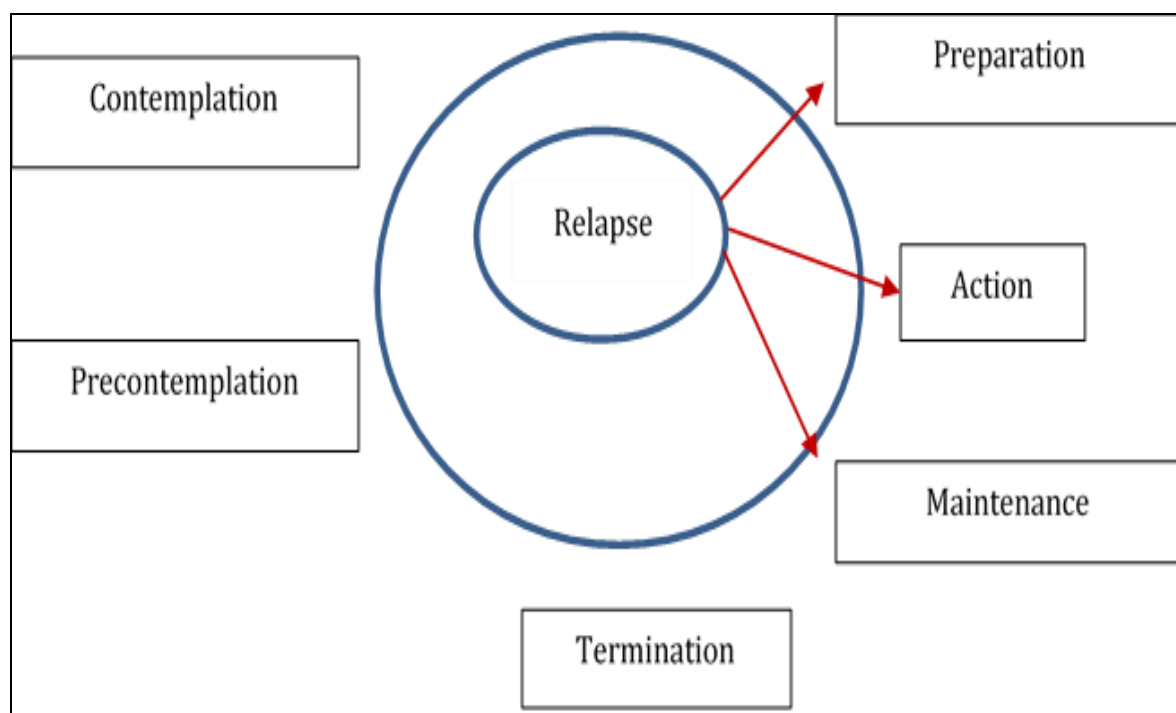 Preparation
Contemplation
Relapse
Action
Precontemplation
Maintenance
Termination